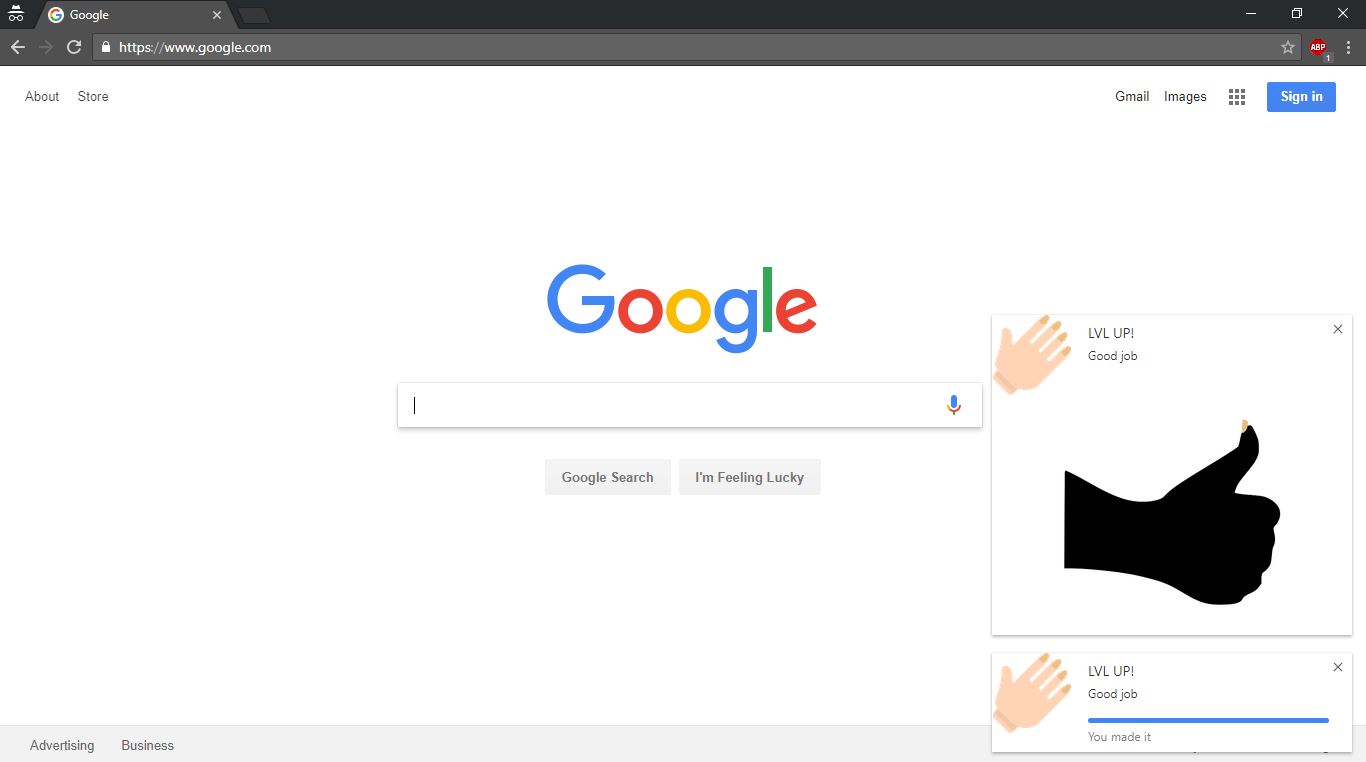 Google
https://www.google.com
ABP
1
About Store
Gmail Images Sign in
Google
Google Search I'm Feeling Lucky
LVL UP!
Good job
LVL UP!
Good job
You made it
Advertising Business